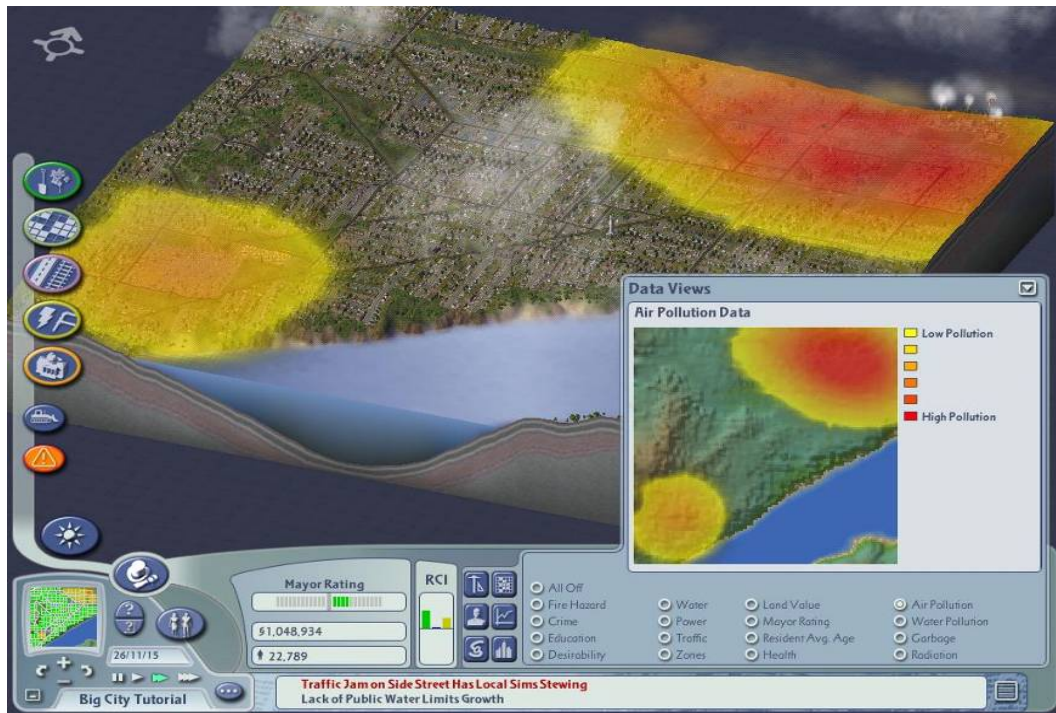 Data Views
Air Pollution Data
Low Pollution
High Pollution
Mayor Rating
RCI
§1,048,934
22,789
26/11/15
Big City Tutorial
? 
?
All Off
Fire Hazard
Crime
Education
Desirability
Water
Power
Traffic
Zones
Land Value
Mayor Rating
Resident Avg. Age
Health
Air Pollution
Water Pollution
Garbage
Radiation
Traffic Jam on Side Street Has Local Sims Stewing
Lack of Public Water Limits Growth